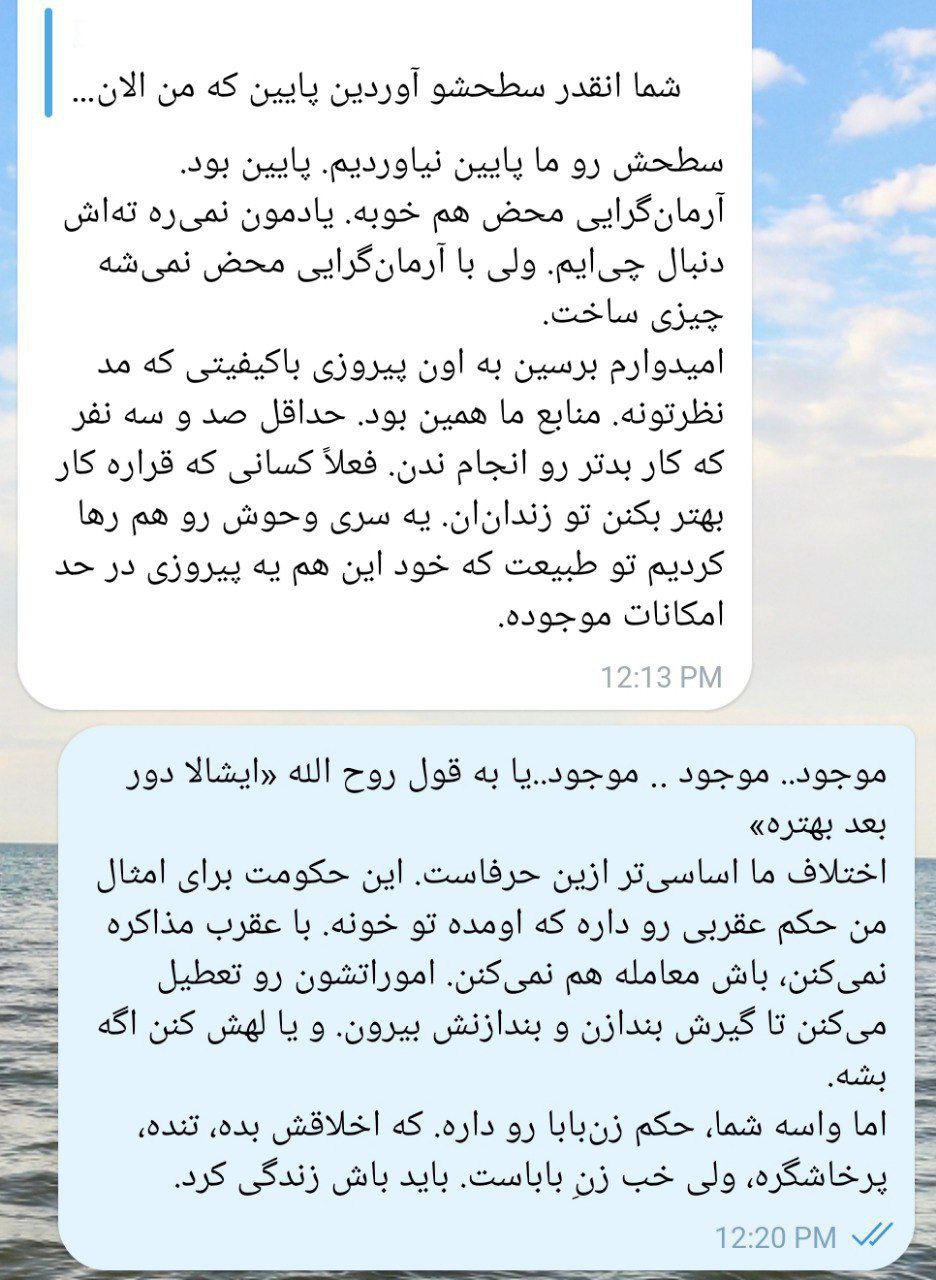 شما انقدر سطحشو آوردین پایین که من الان...
سطحش رو ما پایین نیاوردیم. پایین بود.
آرمان‌گرایی محض هم خوبه. یادمون نمی‌ره ته‌اش
دنبال چی‌ایم. ولی با آرمان‌گرایی محض نمی‌شه
چیزی ساخت.
امیدوارم برسین به اون پیروزی باکیفیتی که مد
نظرتونه. منابع ما همین بود. حداقل صد و سه نفر
که کار بدتر رو انجام ندن. فعلاً کسانی که قراره کار
بهتر بکنن تو زندان‌ان. یه سری وحوش رو هم رها
کردیم تو طبیعت که خود این هم یه پیروزی در حد
امکانات موجوده.
12:13 PM
موجود.. موجود .. موجود..یا به قول روح الله «ایشالا دور
بعد بهتره»
اختلاف ما اساسی‌تر ازین حرفاست. این حکومت برای امثال
من حکم عقربی رو داره که اومده تو خونه. با عقرب مذاکره
نمی‌کنن، باش معامله هم نمی‌کنن. اموراتشون رو تعطیل
می‌کنن تا گیرش بندازن و بندازنش بیرون. و یا لهش کنن اگه
بشه.
اما واسه شما، حکم زن‌بابا رو داره. که اخلاقش بده، تنده،
پرخاشگره، ولی خب زنِ باباست. باید باش زندگی کرد.
12:20 PM